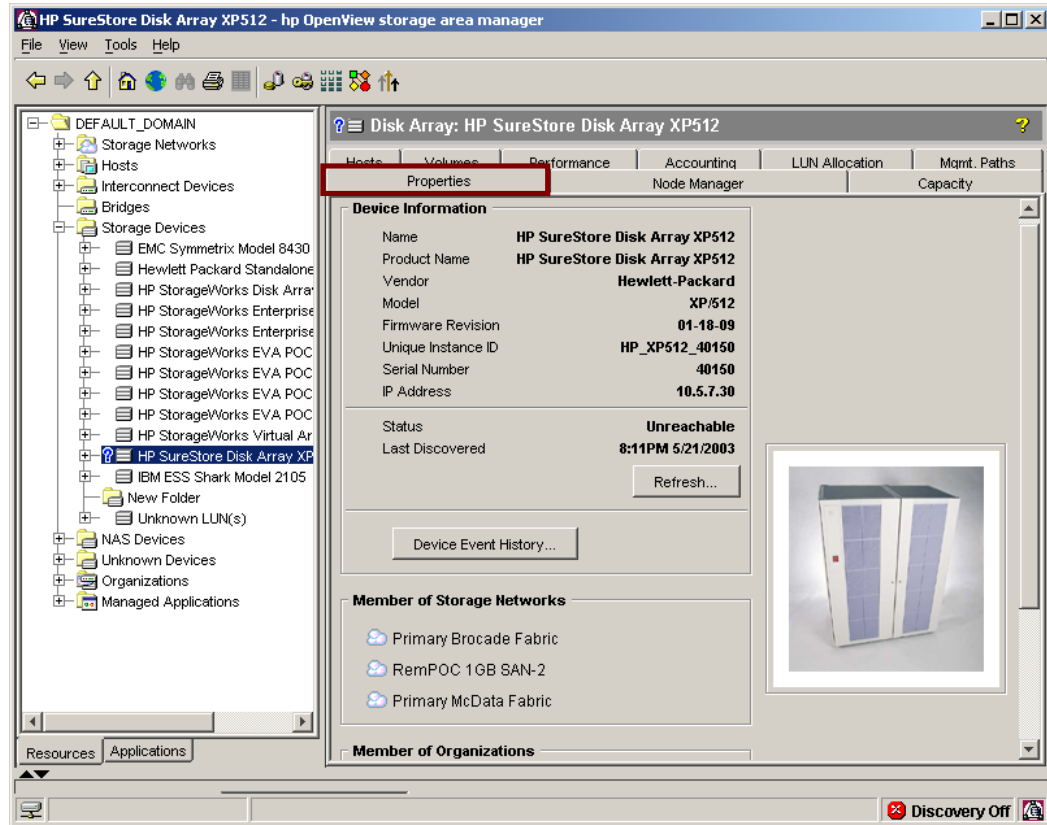 HP SureStore Disk Array XP512 - hp OpenView storage area manager
File View Tools Help
DEFAULT_DOMAIN
Storage Networks
Hosts
Interconnect Devices
Bridges
Storage Devices
EMC Symmetrix Model 8430
Hewlett Packard Standalone
HP StorageWorks Disk Array
HP StorageWorks Enterprise
HP StorageWorks Enterprise
HP StorageWorks EVA POC
HP StorageWorks EVA POC
HP StorageWorks EVA POC
HP StorageWorks EVA POC
HP StorageWorks Virtual Ar
HP SureStore Disk Array XP
IBM ESS Shark Model 2105
New Folder
Unknown LUN(s)
NAS Devices
Unknown Devices
Organizations
Managed Applications
Resources Applications
Disk Array: HP SureStore Disk Array XP512
Hosts Volumes Performance Accounting LUN Allocation Mgmt. Paths
Properties Node Manager Capacity
Device Information
Name HP SureStore Disk Array XP512
Product Name HP SureStore Disk Array XP512
Vendor Hewlett-Packard
Model XP/512
Firmware Revision 01-18-09
Unique Instance ID HP_XP512_40150
Serial Number 40150
IP Address 10.5.7.30
Status Unreachable
Last Discovered 8:11PM 5/21/2003
Refresh...
Device Event History...
Member of Storage Networks
Primary Brocade Fabric
RemPOC 1GB SAN-2
Primary McData Fabric
Member of Organizations
Discovery Off